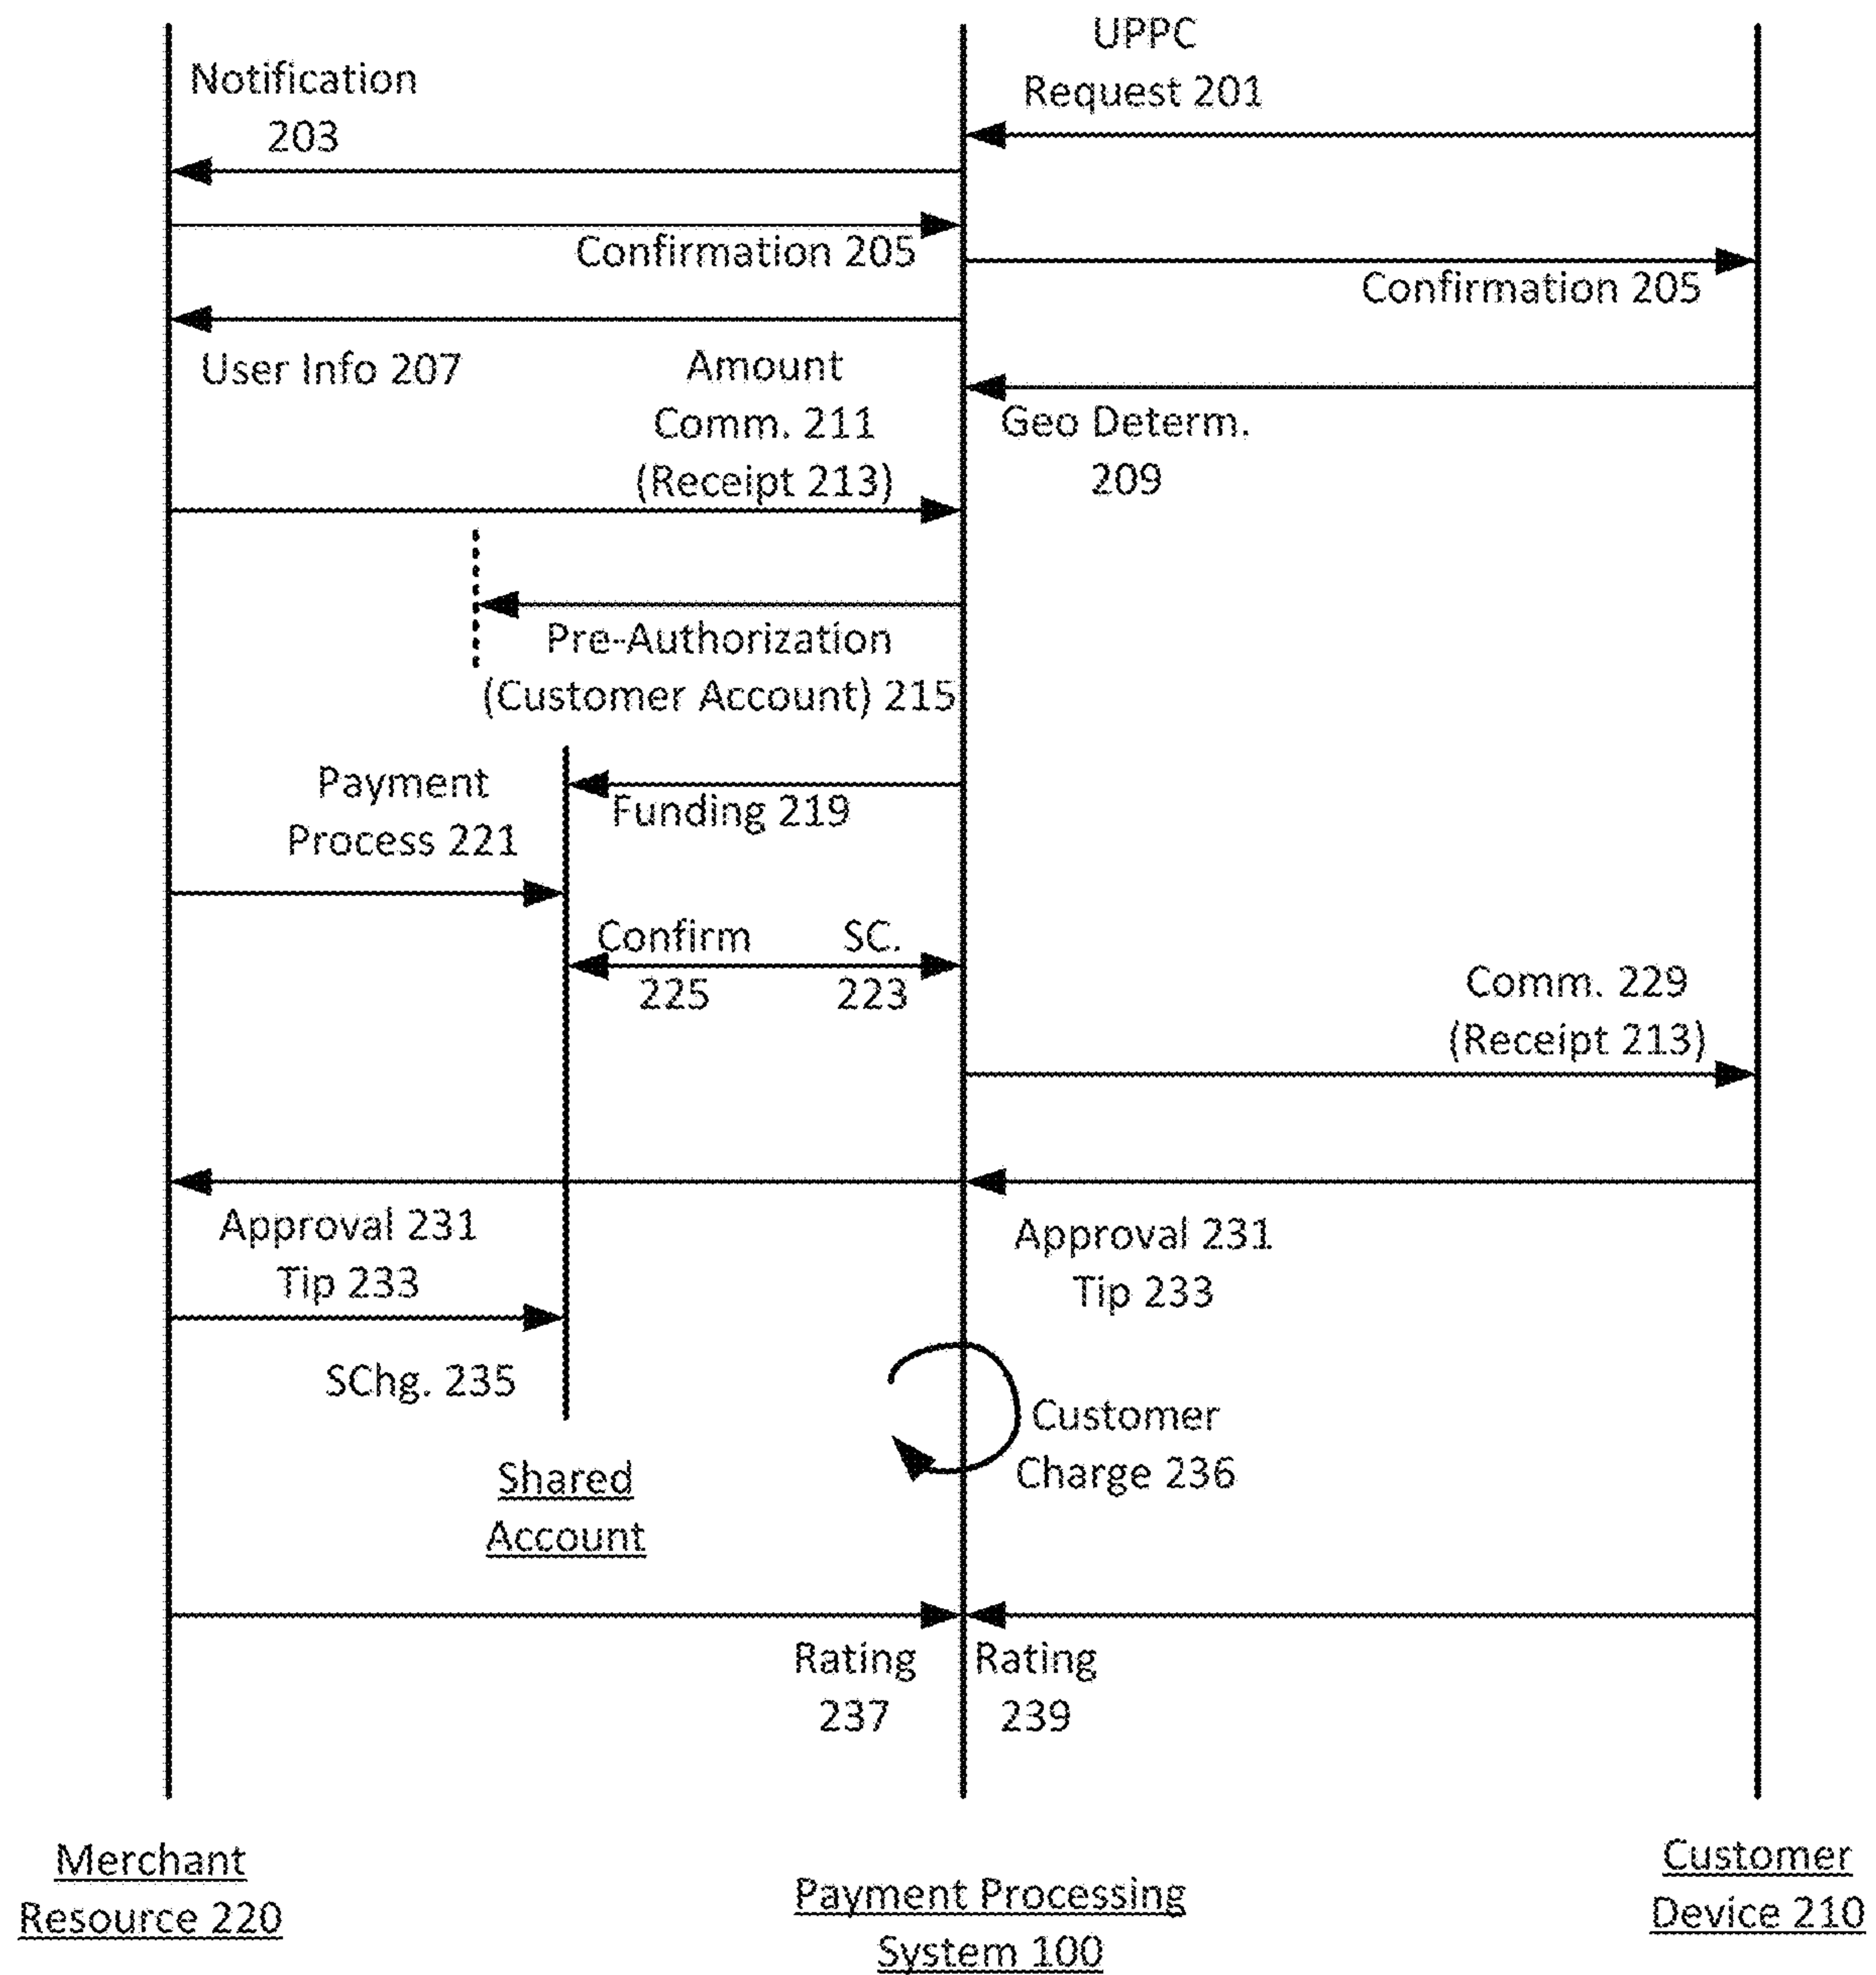 UPPC
Request 201
Notification
203
Confirmation 205
Confirmation 205
User Info 207
Amount
Comm. 211
(Receipt 213)
Geo Determ.
209
Pre-Authorization
(Customer Account) 215
Payment
Process 221
Funding 219
Confirm
225
SC.
223
Comm. 229
(Receipt 213)
Approval 231
Tip 233
Approval 231
Tip 233
SChg. 235
Customer
Charge 236
Shared
Account
Rating
237
Rating
239
Merchant
Resource 220
Payment Processing
System 100
Customer
Device 210